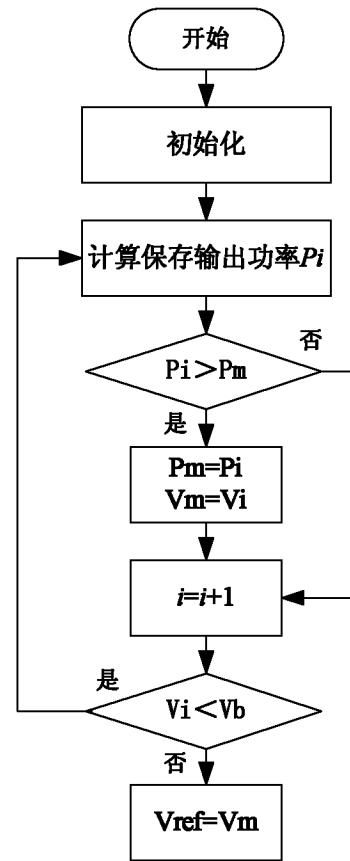 开始
初始化
计算保存输出功率Pi
Pi＞Pm
否
是
Pm=Pi
Vm=Vi
i=i+1
是
Vi＜Vb
否
Vref=Vm